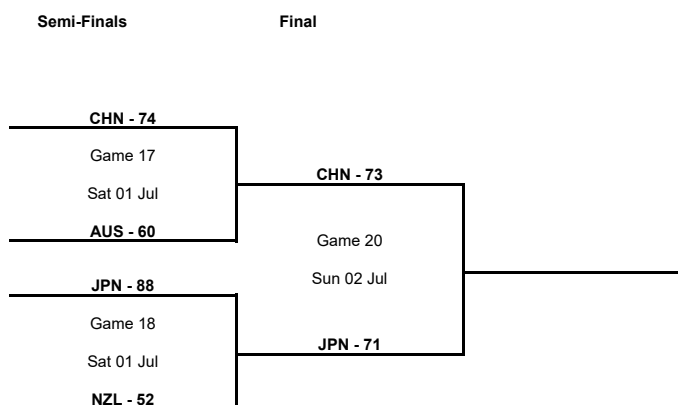 Semi-Finals
Final
CHN - 74
Game 17
Sat 01 Jul
AUS - 60
JPN - 88
Game 18
Sat 01 Jul
NZL - 52
CHN - 73
Game 20
Sun 02 Jul
JPN - 71